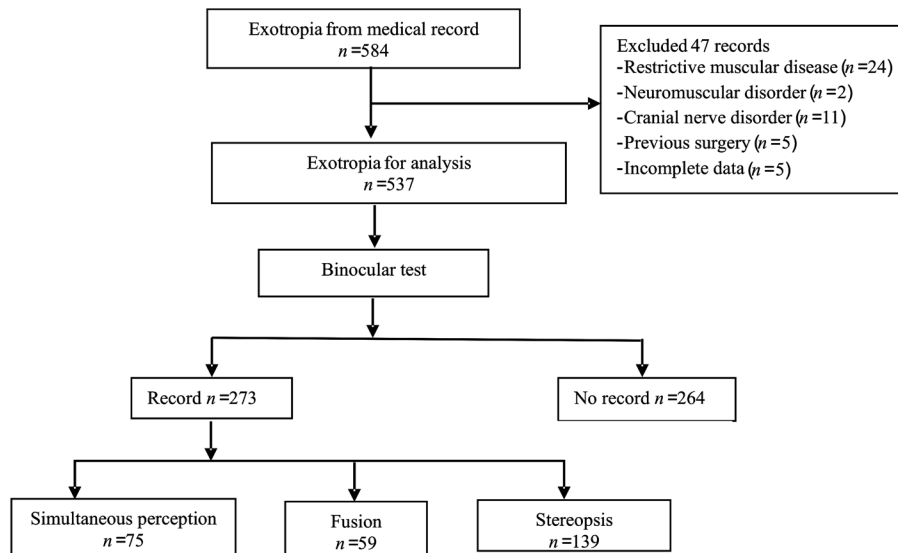 Exotropia from medical record
n=584
Excluded 47 records
-Restrictive muscular disease (n=24)
-Neuromuscular disorder (n=2)
-Cranial nerve disorder (n=11)
-Previous surgery (n=5)
-Incomplete data (n=5)
Exotropia for analysis
n=537
Binocular test
Record n=273
No record n=264
Simultaneous perception
n=75
Fusion
n=59
Stereopsis
n=139